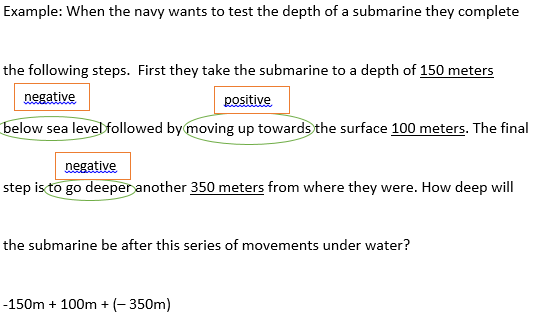 Example: When the navy wants to test the depth of a submarine they complete
the following steps.  First they take the submarine to a depth of 150 meters
negative
positive
below sea level followed by moving up towards the surface 100 meters. The final
negative
step is to go deeper another 350 meters from where they were. How deep will
the submarine be after this series of movements under water?
-150m + 100m + (– 350m)